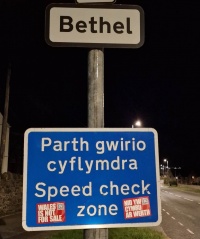 Bethel
Parth gwirio
cyflymdra
Speed check
zone
WALES
IS NOT
FOR SALE
NID YW
CYMRU
AR WERTH